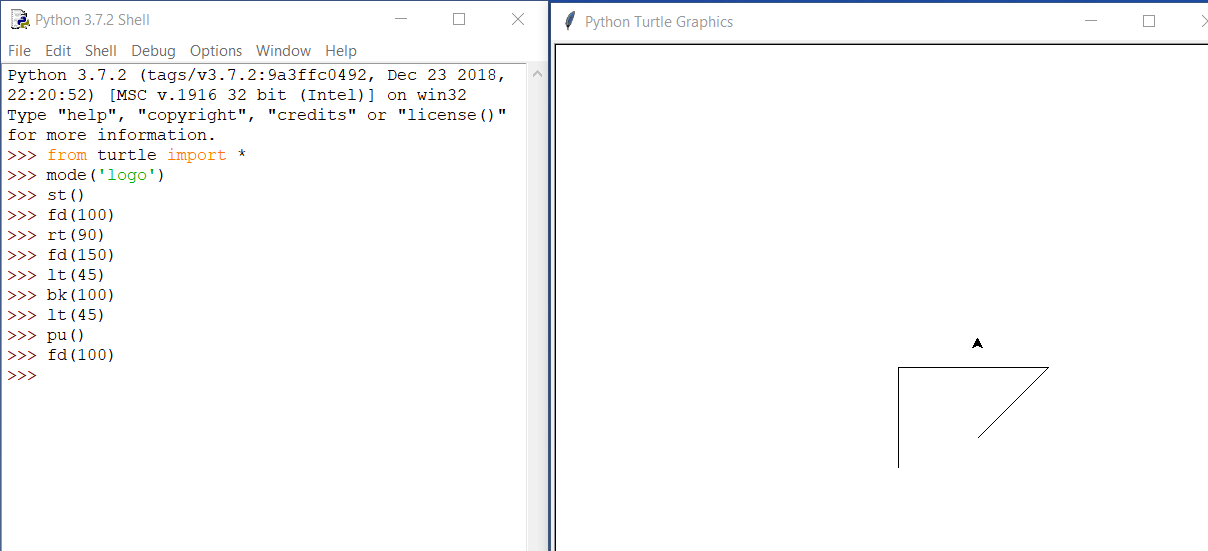 Python 3.7.2 Shell
File Edit Shell Debug Options Window Help
Python 3.7.2 (tags/v3.7.2:9a3ffc0492, Dec 23 2018,
22:20:52) [MSC v.1916 32 bit (Intel)] on win32
Type "help", "copyright", "credits" or "license()"
for more information.
>>> from turtle import *
>>> mode('logo')
>>> st()
>>> fd(100)
>>> rt(90)
>>> fd(150)
>>> lt(45)
>>> bk(100)
>>> lt(45)
>>> pu()
>>> fd(100)
>>>
Python Turtle Graphics